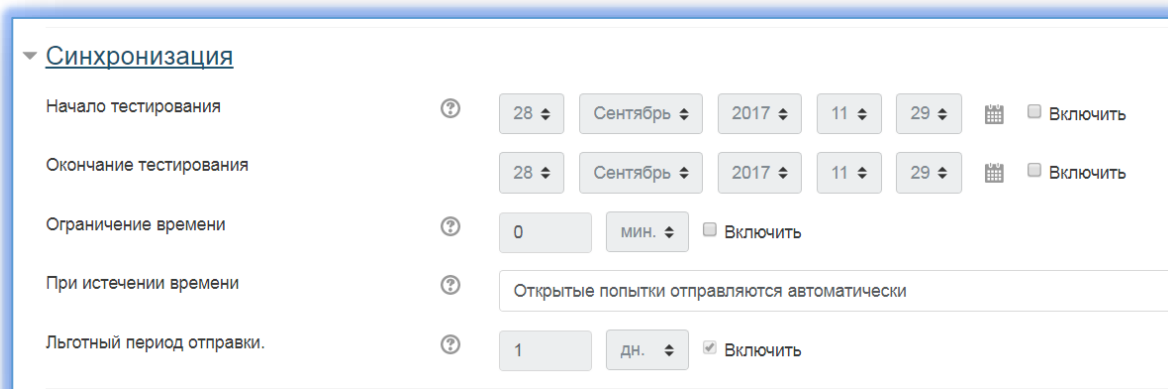 Синхронизация
Начало тестирования 28 Сентябрь 2017 11 29 Включить
Окончание тестирования 28 Сентябрь 2017 11 29 Включить
Ограничение времени 0 мин. Включить
При истечении времени Открытые попытки отправляются автоматически
Льготный период отправки. 1 дн. Включить